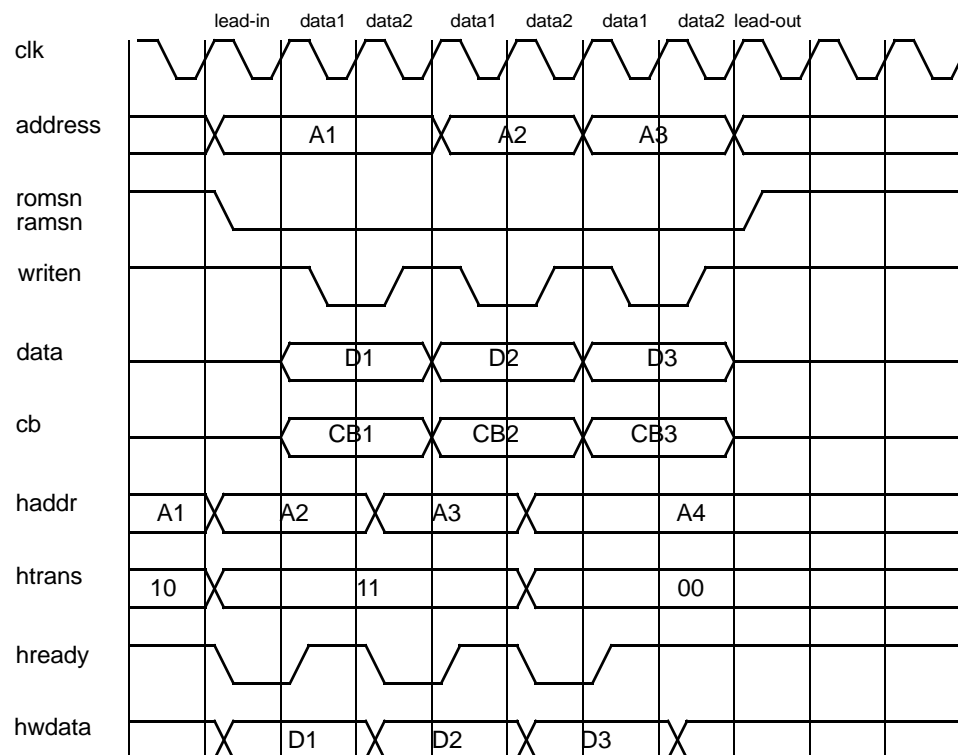 lead-in data1 data2 data1 data2 data1 data2 lead-out
clk
address A1 A2 A3
romsn
ramsn
writen
data D1 D2 D3
cb CB1 CB2 CB3
haddr A1 A2 A3 A4
htrans 10 11 00
hready
hwdata D1 D2 D3